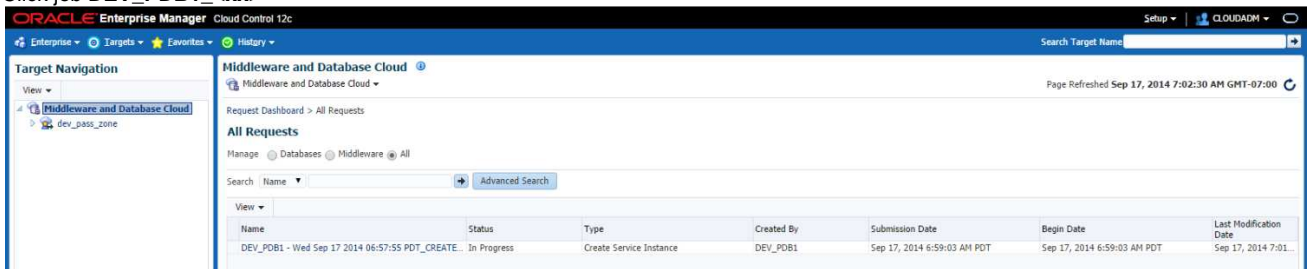 ORACLE Enterprise Manager Cloud Control 12c Setup CLOUDADM
Enterprise Targets Favorites History Search Target Name
Target Navigation
View
Middleware and Database Cloud
dev_pass_zone
Middleware and Database Cloud
Middleware and Database Cloud Page Refreshed Sep 17, 2014 7:02:30 AM GMT-07:00
Request Dashboard > All Requests
All Requests
Manage Databases Middleware All
Search Name Advanced Search
View
Name Status Type Created By Submission Date Begin Date Last Modification Date
DEV_PDB1 - Wed Sep 17 2014 06:57:55 PDT_CREATE... In Progress Create Service Instance DEV_PDB1 Sep 17, 2014 6:59:03 AM PDT Sep 17, 2014 6:59:03 AM PDT Sep 17, 2014 7:01...